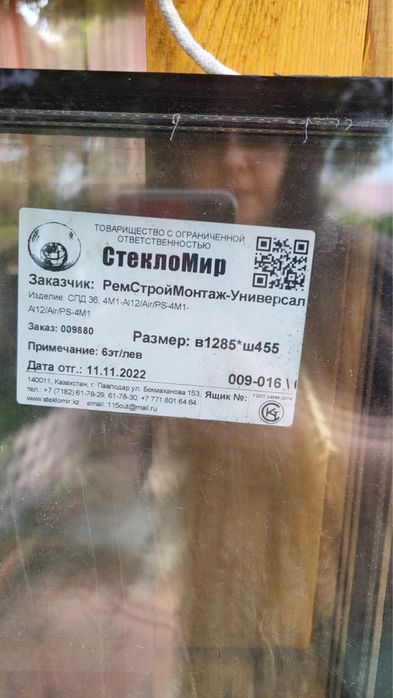 ТОВАРИЩЕСТВО С ОГРАНИЧЕННОЙ
ОТВЕТСТВЕННОСТЬЮ
СтеклоМир
Заказчик: РемСтройМонтаж-Универсал
Изделие: СПД 36, 4М1-Al12/Air/PS-4M1-
Al12/Air/PS-4M1
Заказ: 009880
Размер: в1285*ш455
Примечание: 6эт/лев
Дата отг.: 11.11.2022
009-016 \
140011, Казахстан, г. Павлодар ул. Бекмаханова 153,
тел.: +7 (7182) 61-78-29, 61-78-30, +7 771 801 64 64
www.steklomir.kz email: 115out@mail.ru
Ящик №:
ГОСТ 24866-2014